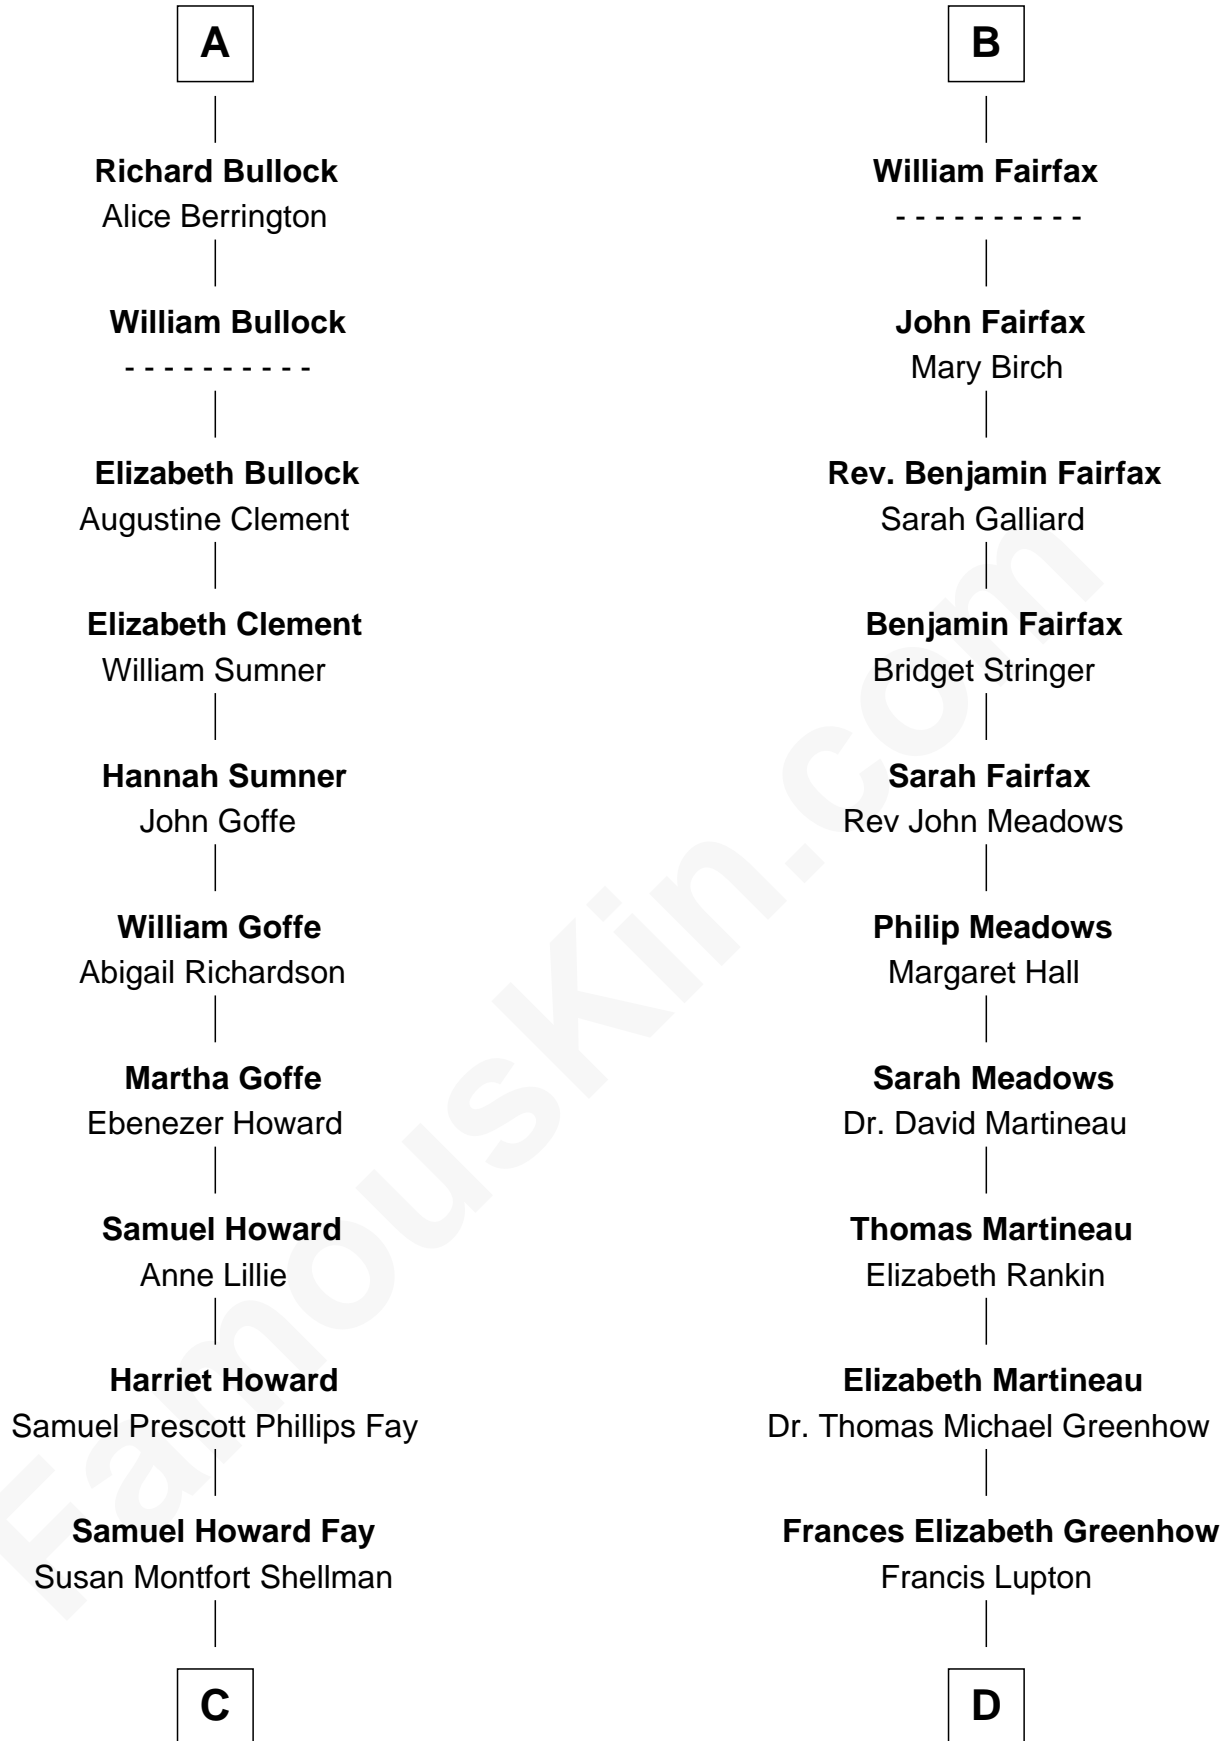 A
Richard Bullock
Alice Berrington
William Bullock
- - - - - - - - - -
Elizabeth Bullock
Augustine Clement
Elizabeth Clement
William Sumner
Hannah Sumner
John Goffe
William Goffe
Abigail Richardson
Martha Goffe
Ebenezer Howard
Samuel Howard
Anne Lillie
Harriet Howard
Samuel Prescott Phillips Fay
Samuel Howard Fay
Susan Montfort Shellman
C
B
William Fairfax
- - - - - - - - - -
John Fairfax
Mary Birch
Rev. Benjamin Fairfax
Sarah Galliard
Benjamin Fairfax
Bridget Stringer
Sarah Fairfax
Rev John Meadows
Philip Meadows
Margaret Hall
Sarah Meadows
Dr. David Martineau
Thomas Martineau
Elizabeth Rankin
Elizabeth Martineau
Dr. Thomas Michael Greenhow
Frances Elizabeth Greenhow
Francis Lupton
D
FamousKin.com